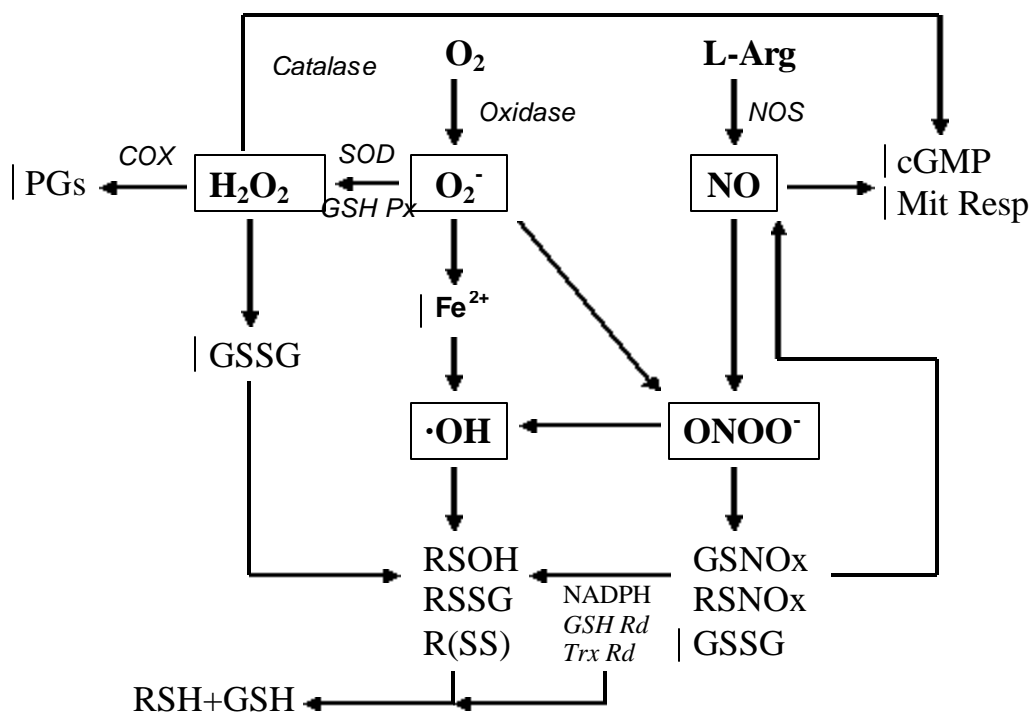 O₂
L-Arg
Catalase
Oxidase
NOS
COX
SOD
| PGs
H₂O₂
GSH Px
O₂⁻
NO
| cGMP
| Mit Resp
| Fe²⁺
| GSSG
·OH
ONOO⁻
RSOH
RSSG
R(SS)
NADPH
GSH Rd
Trx Rd
GSNOx
RSNOx
| GSSG
RSH+GSH